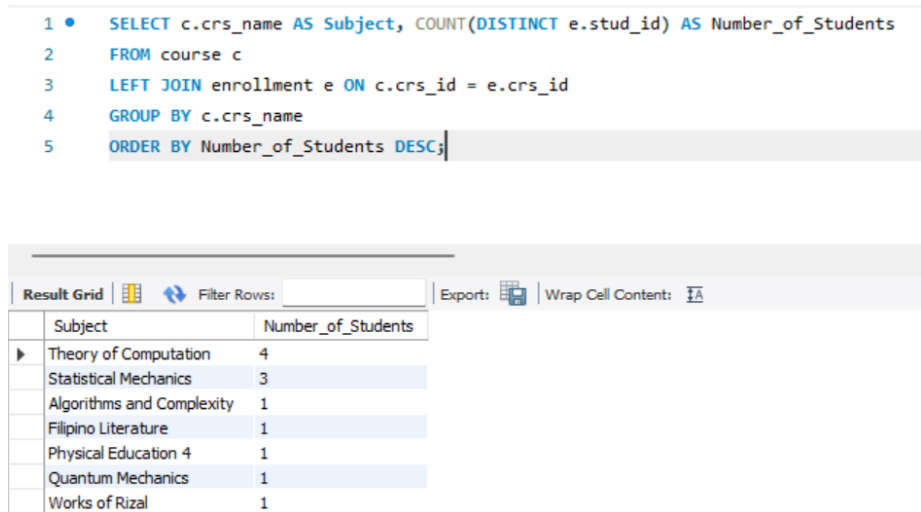 1 SELECT c.crs_name AS Subject, COUNT(DISTINCT e.stud_id) AS Number_of_Students
2 FROM course c
3 LEFT JOIN enrollment e ON c.crs_id = e.crs_id
4 GROUP BY c.crs_name
5 ORDER BY Number_of_Students DESC;
Result Grid Filter Rows: Export: Wrap Cell Content: IA
Subject Number_of_Students
Theory of Computation 4
Statistical Mechanics 3
Algorithms and Complexity 1
Filipino Literature 1
Physical Education 4 1
Quantum Mechanics 1
Works of Rizal 1